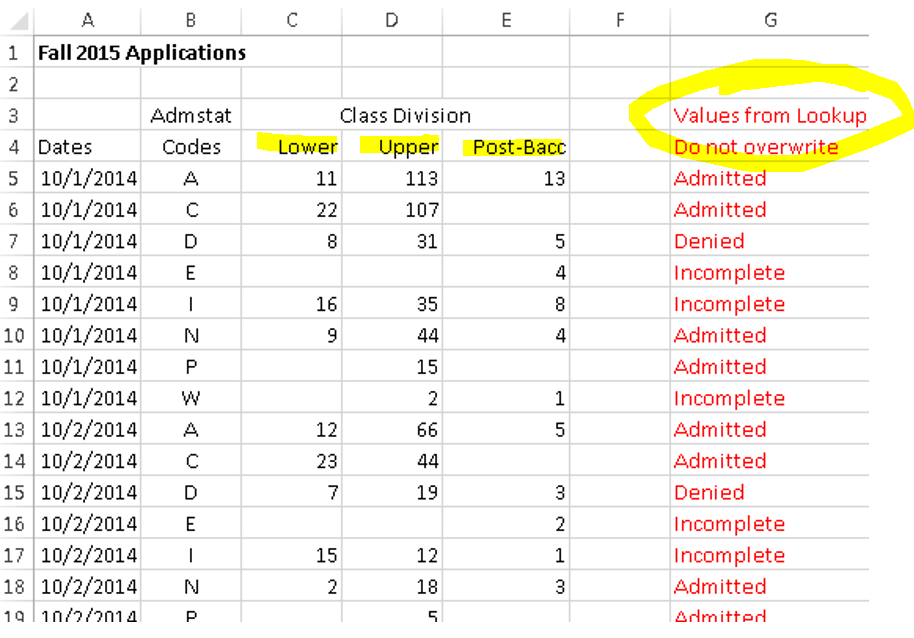 A B C D E F G
1 Fall 2015 Applications
2
3 Admstat Class Division Values from Lookup
4 Dates Codes Lower Upper Post-Bacc Do not overwrite
5 10/1/2014 A 11 113 13 Admitted
6 10/1/2014 C 22 107 Admitted
7 10/1/2014 D 8 31 5 Denied
8 10/1/2014 E 4 Incomplete
9 10/1/2014 I 16 35 8 Incomplete
10 10/1/2014 N 9 44 4 Admitted
11 10/1/2014 P 15 Admitted
12 10/1/2014 W 2 1 Incomplete
13 10/2/2014 A 12 66 5 Admitted
14 10/2/2014 C 23 44 Admitted
15 10/2/2014 D 7 19 3 Denied
16 10/2/2014 E 2 Incomplete
17 10/2/2014 I 15 12 1 Incomplete
18 10/2/2014 N 2 18 3 Admitted
19 10/2/2014 P 5 Admitted